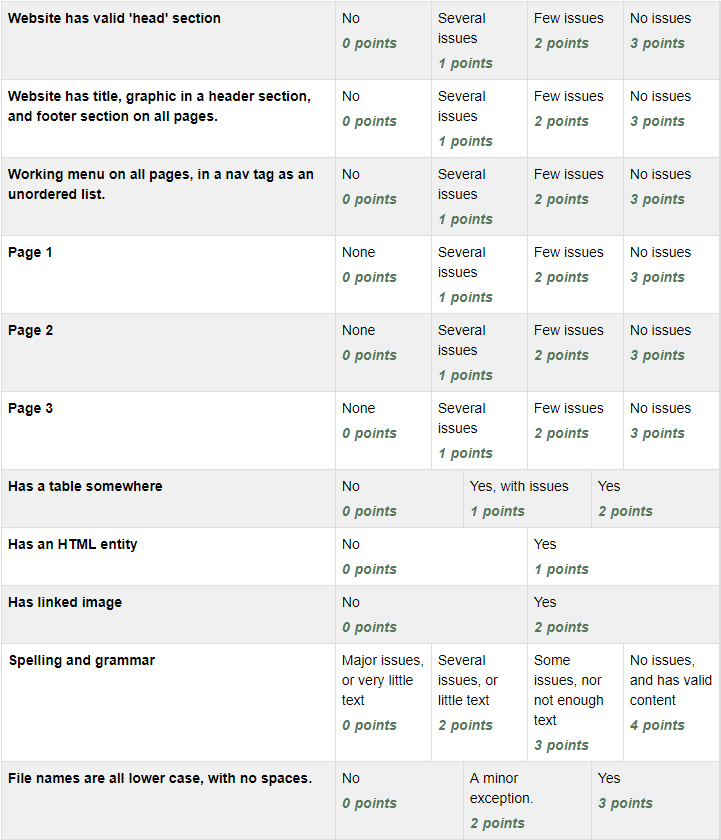 Website has valid 'head' section
No
0 points
Several
issues
1 points
Few issues
2 points
No issues
3 points
Website has title, graphic in a header section,
and footer section on all pages.
No
0 points
Several
issues
1 points
Few issues
2 points
No issues
3 points
Working menu on all pages, in a nav tag as an
unordered list.
No
0 points
Several
issues
1 points
Few issues
2 points
No issues
3 points
Page 1
None
0 points
Several
issues
1 points
Few issues
2 points
No issues
3 points
Page 2
None
0 points
Several
issues
1 points
Few issues
2 points
No issues
3 points
Page 3
None
0 points
Several
issues
1 points
Few issues
2 points
No issues
3 points
Has a table somewhere
No
0 points
Yes, with issues
1 points
Yes
2 points
Has an HTML entity
No
0 points
Yes
1 points
Has linked image
No
0 points
Yes
2 points
Spelling and grammar
Major issues,
or very little
text
0 points
Several
issues, or
little text
2 points
Some
issues, nor
not enough
text
3 points
No issues,
and has valid
content
4 points
File names are all lower case, with no spaces.
No
0 points
A minor
exception.
2 points
Yes
3 points